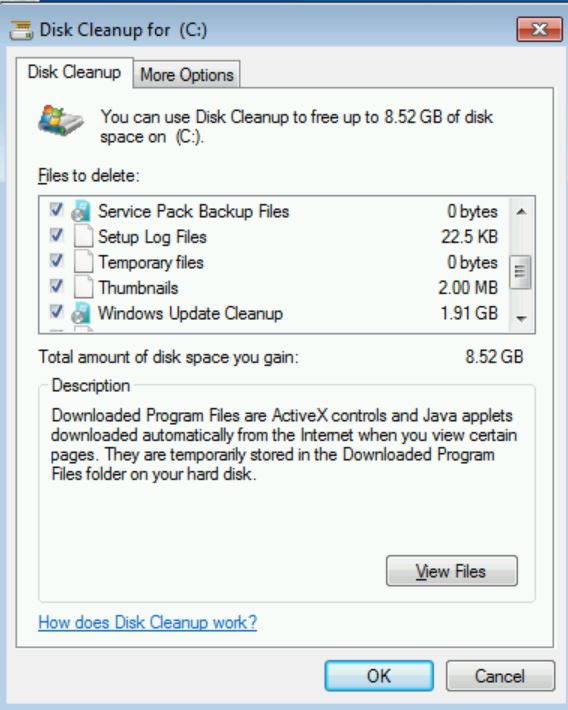 Disk Cleanup for (C:)
Disk Cleanup
More Options
You can use Disk Cleanup to free up to 8.52 GB of disk
space on (C:).
Files to delete:
Service Pack Backup Files 0 bytes
Setup Log Files 22.5 KB
Temporary files 0 bytes
Thumbnails 2.00 MB
Windows Update Cleanup 1.91 GB
Total amount of disk space you gain: 8.52 GB
Description
Downloaded Program Files are ActiveX controls and Java applets
downloaded automatically from the Internet when you view certain
pages. They are temporarily stored in the Downloaded Program
Files folder on your hard disk.
View Files
How does Disk Cleanup work?
OK
Cancel